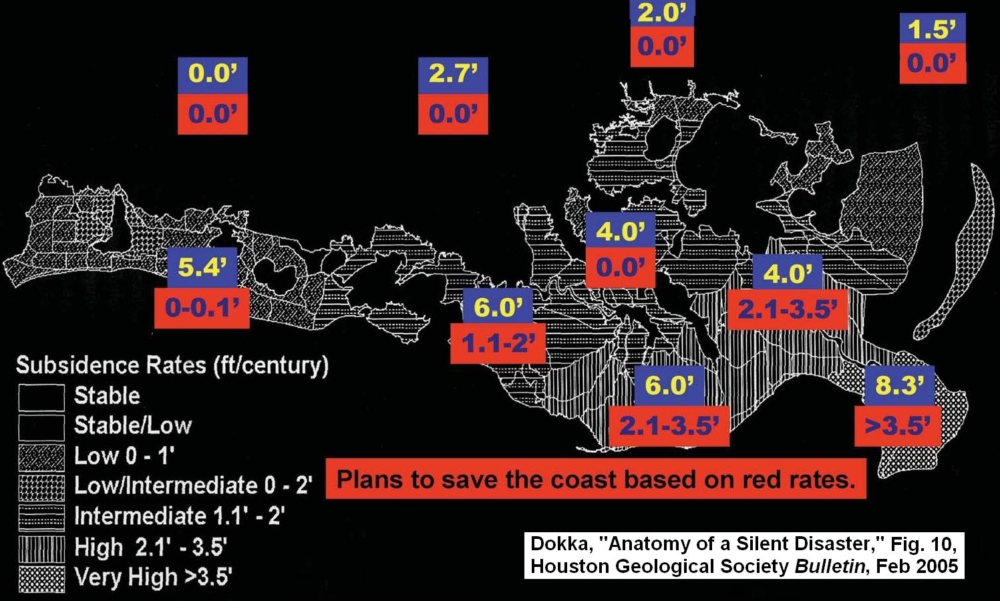 2.0’
0.0’
1.5’
0.0’
0.0’
0.0’
2.7’
0.0’
4.0’
0.0’
5.4’
0-0.1’
4.0’
2.1-3.5’
6.0’
1.1-2’
6.0’
2.1-3.5’
8.3’
>3.5’
Subsidence Rates (ft/century)
Stable
Stable/Low
Low 0 - 1'
Low/Intermediate 0 - 2'
Intermediate 1.1' - 2'
High 2.1' - 3.5'
Very High >3.5'
Plans to save the coast based on red rates.
Dokka, "Anatomy of a Silent Disaster," Fig. 10,
Houston Geological Society Bulletin, Feb 2005